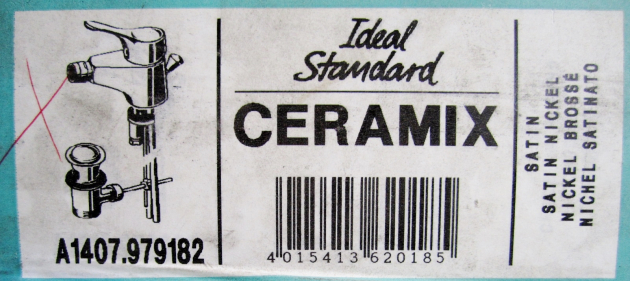 Ideal
Standard
CERAMIX
A1407.979182
4 015413 620185
SATIN
SATIN NICKEL
NICKEL BROSSÉ
NICHEL SATINATO